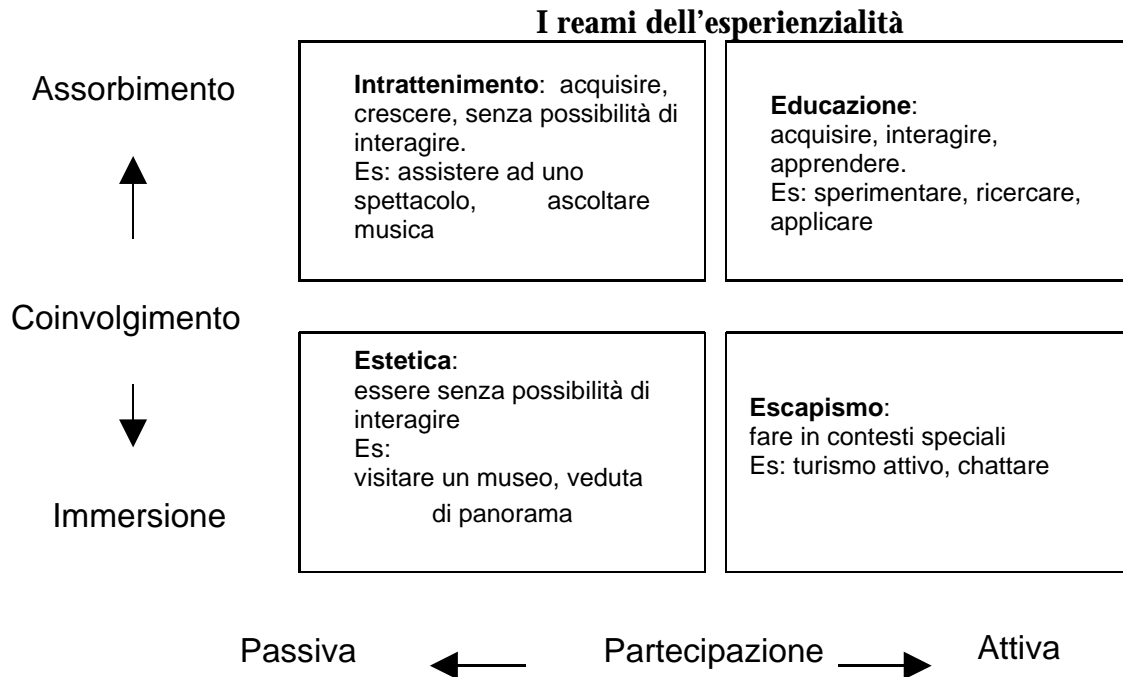 I reami dell'esperienzialità
Assorbimento
Intrattenimento: acquisire,
crescere, senza possibilità di
interagire.
Es: assistere ad uno
spettacolo, ascoltare
musica
Educazione:
acquisire, interagire,
apprendere.
Es: sperimentare, ricercare,
applicare
Coinvolgimento
Estetica:
essere senza possibilità di
interagire
Es:
visitare un museo, veduta
di panorama
Escapismo:
fare in contesti speciali
Es: turismo attivo, chattare
Immersione
Passiva
Partecipazione
Attiva